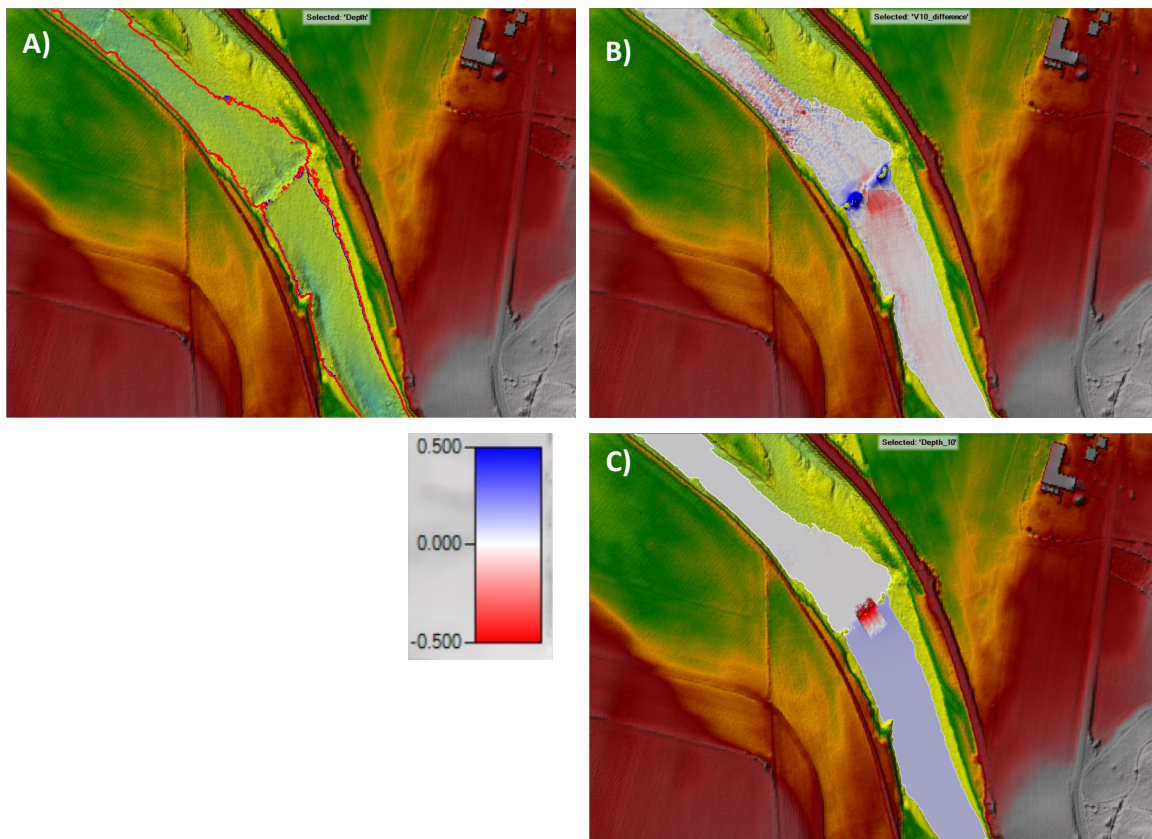 A)
Selected: 'Depth'
B)
Selected: 'V10_difference'
0.500
0.000
-0.500
C)
Selected: 'Depth_10'